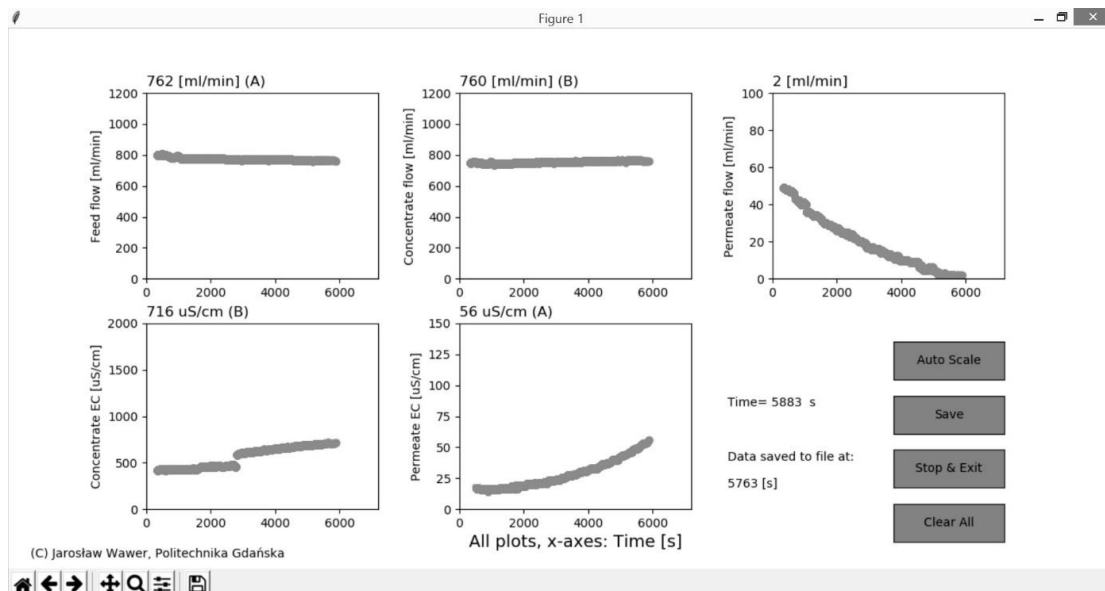 Figure 1
762 [ml/min] (A)
1200
1000
800
600
400
200
0
Feed flow [ml/min]
0 2000 4000 6000
760 [ml/min] (B)
1200
1000
800
600
400
200
0
Concentrate flow [ml/min]
0 2000 4000 6000
2 [ml/min]
100
80
60
40
20
0
Permeate flow [ml/min]
0 2000 4000 6000
716 uS/cm (B)
2000
1500
1000
500
0
Concentrate EC [uS/cm]
0 2000 4000 6000
56 uS/cm (A)
150
125
100
75
50
25
0
Permeate EC [uS/cm]
0 2000 4000 6000
All plots, x-axes: Time [s]
Time= 5883 s
Data saved to file at:
5763 [s]
Auto Scale
Save
Stop & Exit
Clear All
(C) Jarosław Wawer, Politechnika Gdańska